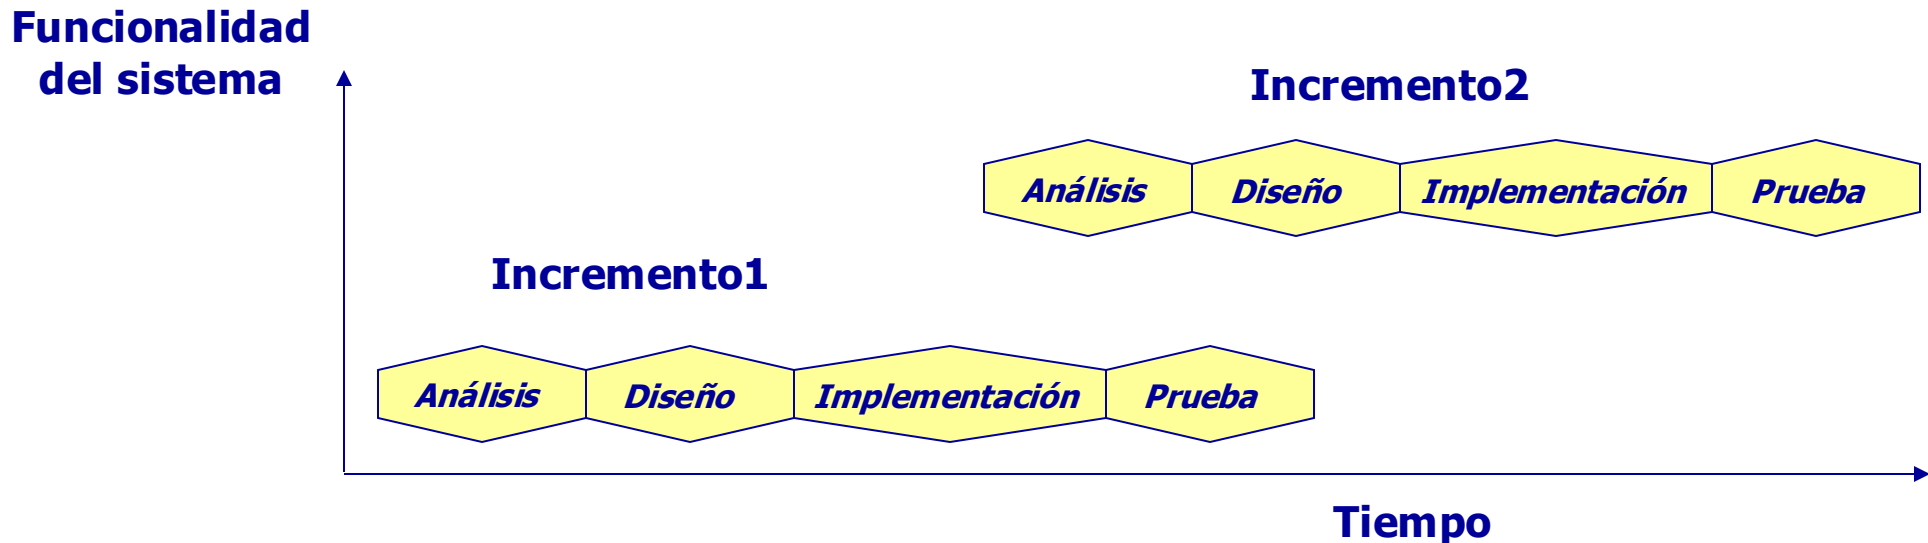 Funcionalidad
del sistema
Incremento2
Análisis Diseño Implementación Prueba
Incremento1
Análisis Diseño Implementación Prueba
Tiempo